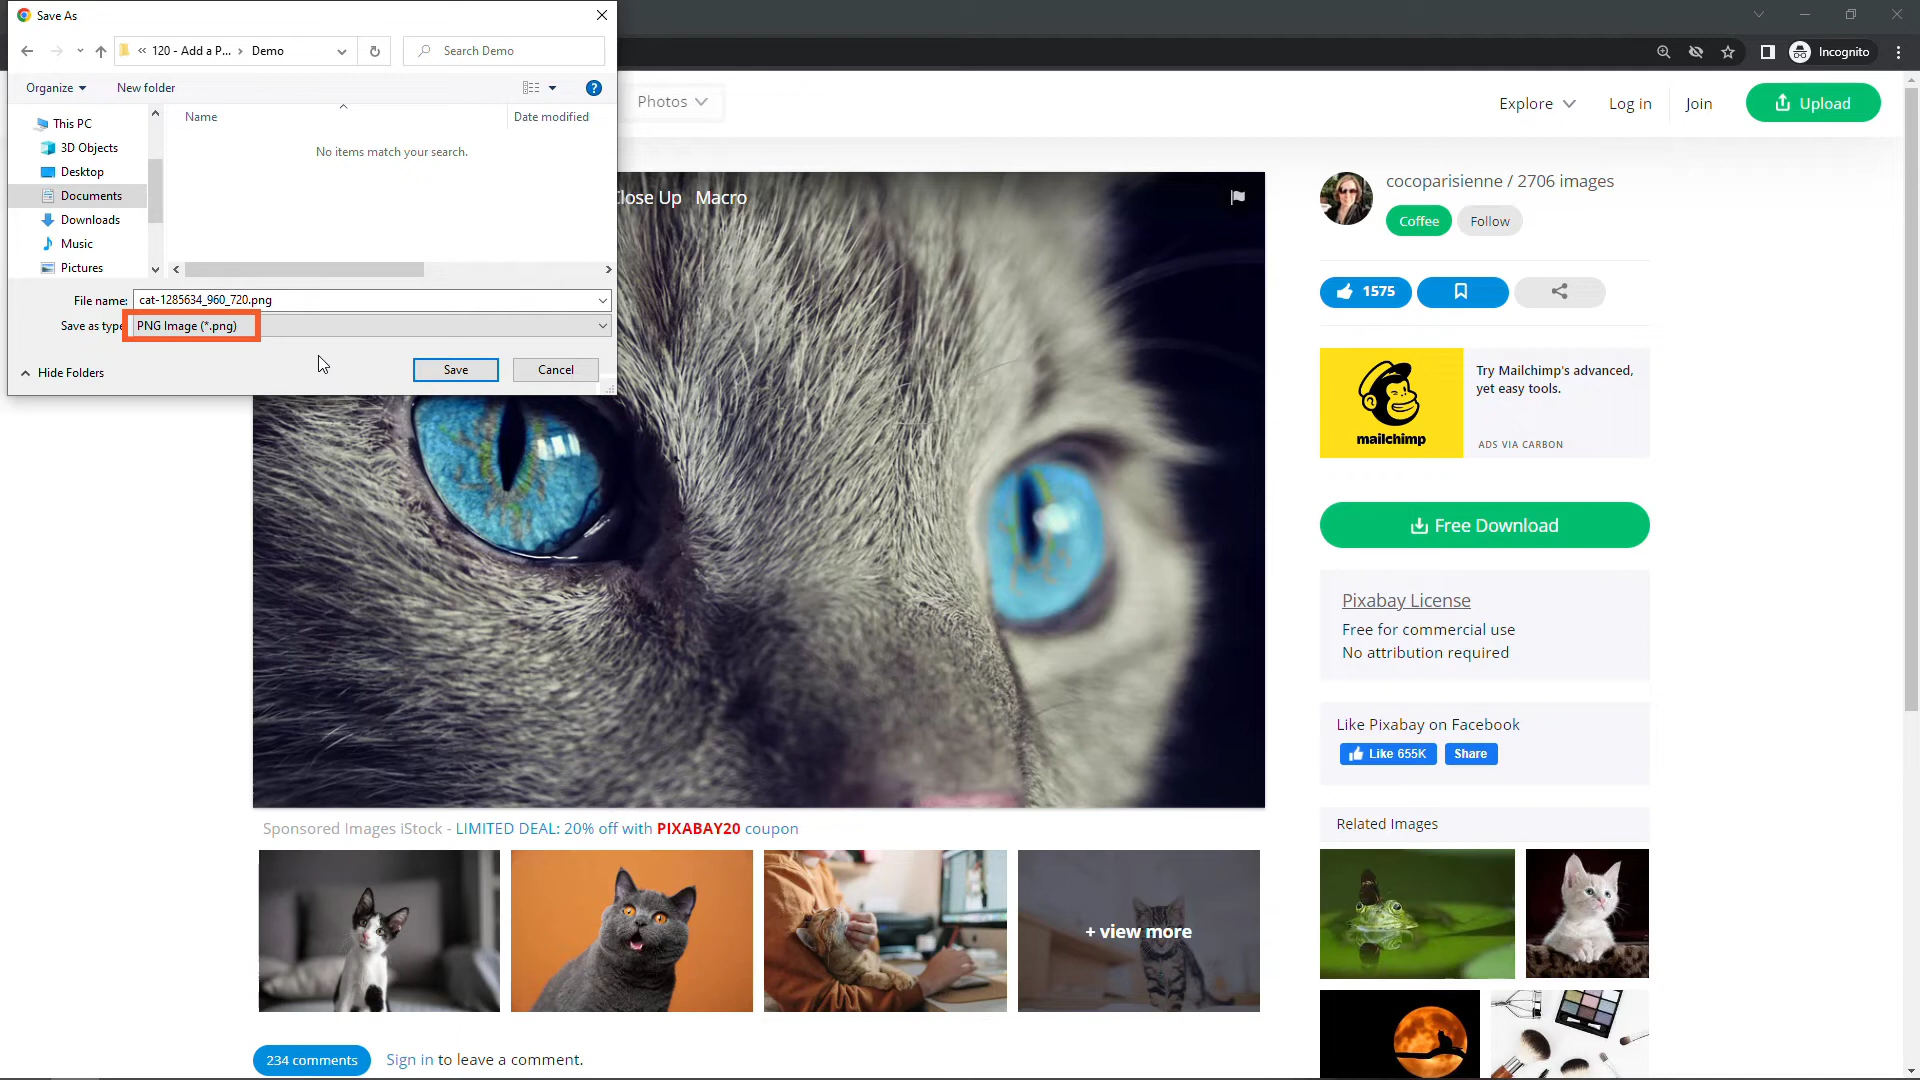 Save As
« 120 - Add a P... › Demo
Search Demo
Incognito
Organize
New folder
Photos
Explore
Log in
Join
Upload
This PC
3D Objects
Desktop
Documents
Downloads
Music
Pictures
Name
Date modified
No items match your search.
File name: cat-1285634_960_720.png
Save as type PNG Image (*.png)
Hide Folders
Save
Cancel
Close Up Macro
cocoparisienne / 2706 images
Coffee
Follow
1575
mailchimp
Try Mailchimp's advanced,
yet easy tools.
ADS VIA CARBON
Free Download
Pixabay License
Free for commercial use
No attribution required
Like Pixabay on Facebook
Like 655K
Share
Sponsored Images iStock - LIMITED DEAL: 20% off with PIXABAY20 coupon
+ view more
Related Images
234 comments
Sign in to leave a comment.